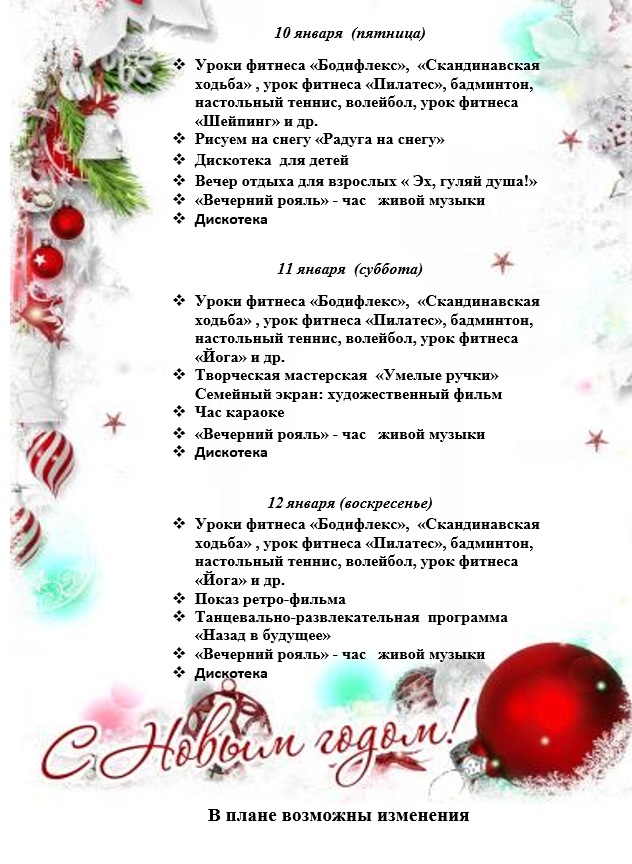 10 января (пятница)
❖ Уроки фитнеса «Бодифлекс», «Скандинавская
ходьба» , урок фитнеса «Пилатес», бадминтон,
настольный теннис, волейбол, урок фитнеса
«Шейпинг» и др.
❖ Рисуем на снегу «Радуга на снегу»
❖ Дискотека для детей
❖ Вечер отдыха для взрослых « Эх, гуляй душа!»
❖ «Вечерний рояль» - час живой музыки
❖ Дискотека
11 января (суббота)
❖ Уроки фитнеса «Бодифлекс», «Скандинавская
ходьба» , урок фитнеса «Пилатес», бадминтон,
настольный теннис, волейбол, урок фитнеса
«Йога» и др.
❖ Творческая мастерская «Умелые ручки»
Семейный экран: художественный фильм
❖ Час караоке
❖ «Вечерний рояль» - час живой музыки
❖ Дискотека
12 января (воскресенье)
❖ Уроки фитнеса «Бодифлекс», «Скандинавская
ходьба» , урок фитнеса «Пилатес», бадминтон,
настольный теннис, волейбол, урок фитнеса
«Йога» и др.
❖ Показ ретро-фильма
❖ Танцевально-развлекательная программа
«Назад в будущее»
❖ «Вечерний рояль» - час живой музыки
❖ Дискотека
С Новым годом!
В плане возможны изменения